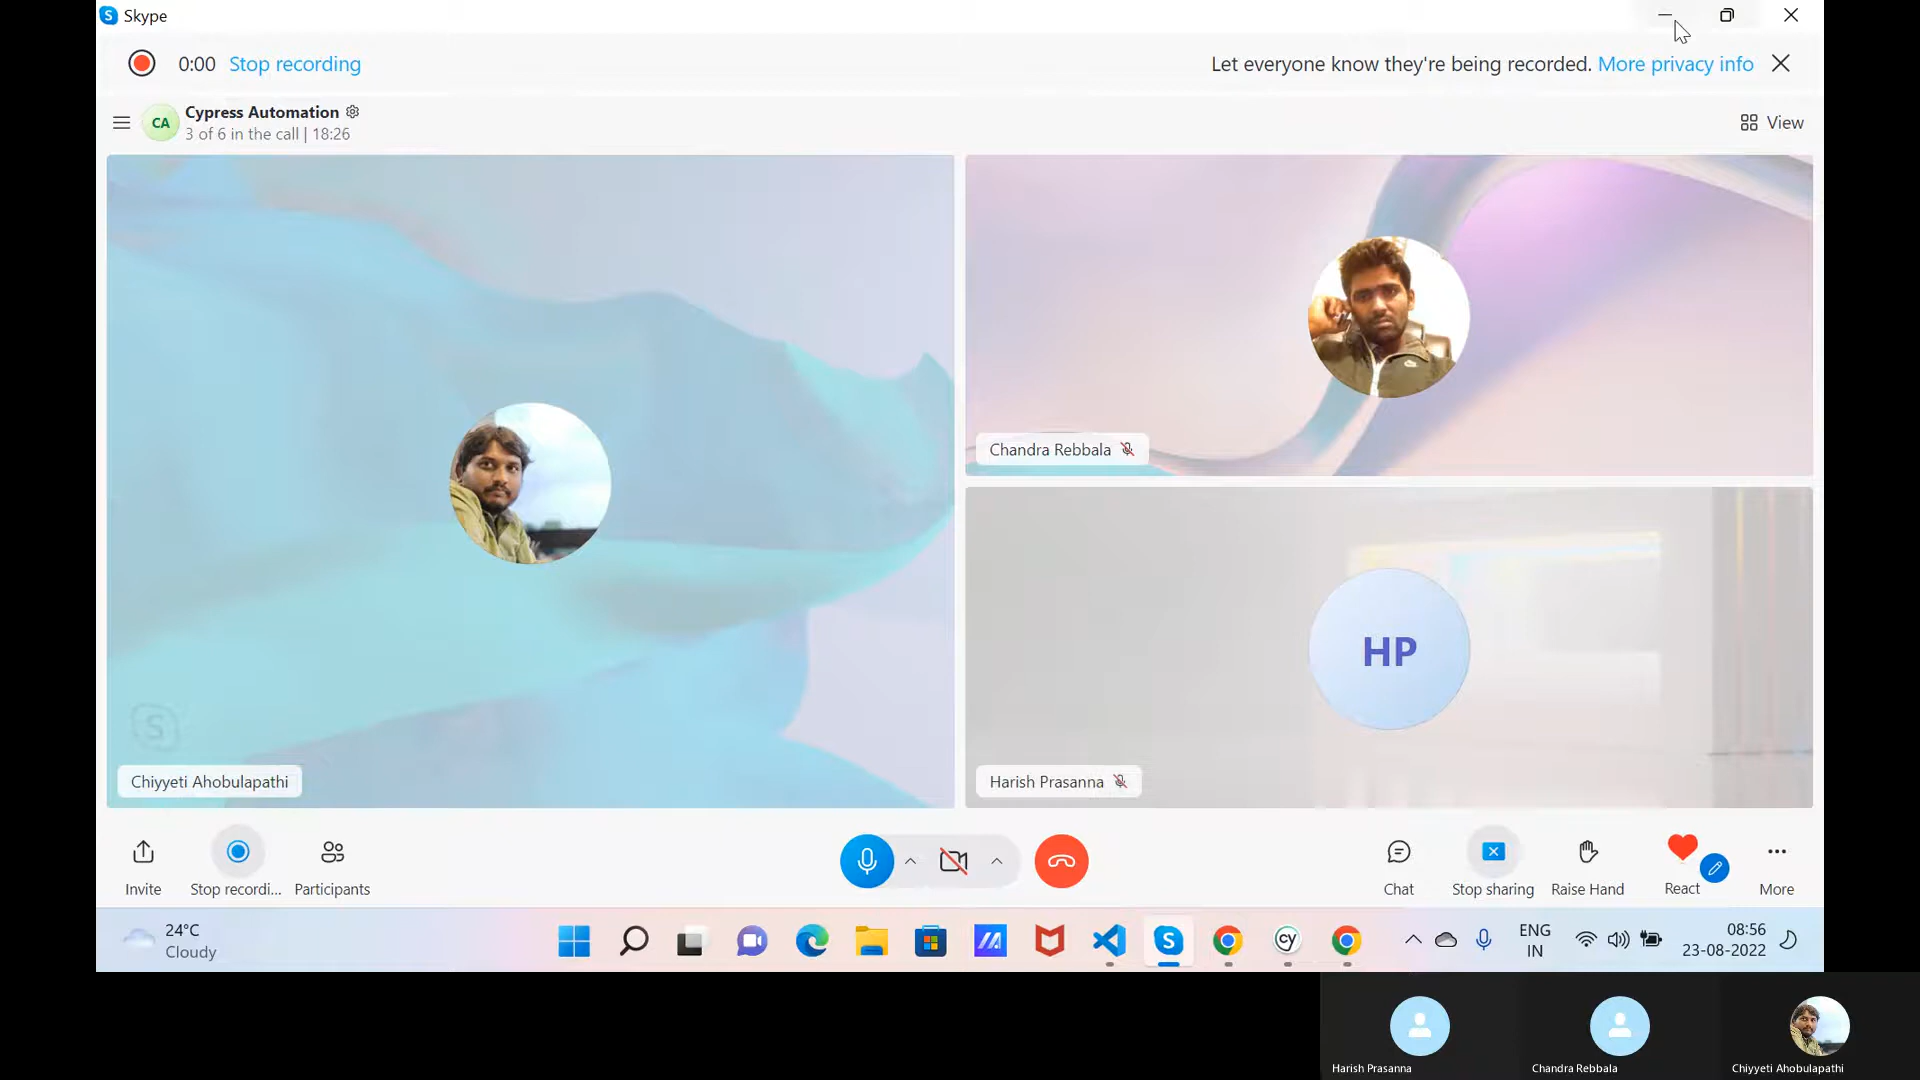 Skype
0:00 Stop recording
Let everyone know they're being recorded. More privacy info
CA
Cypress Automation
3 of 6 in the call | 18:26
View
Chandra Rebbala
HP
Chiyyeti Ahobulapathi
Harish Prasanna
Invite
Stop recordi...
Participants
Chat
Stop sharing
Raise Hand
React
More
24°C
Cloudy
S
cy
ENG
IN
08:56
23-08-2022
Harish Prasanna
Chandra Rebbala
Chiyyeti Ahobulapathi